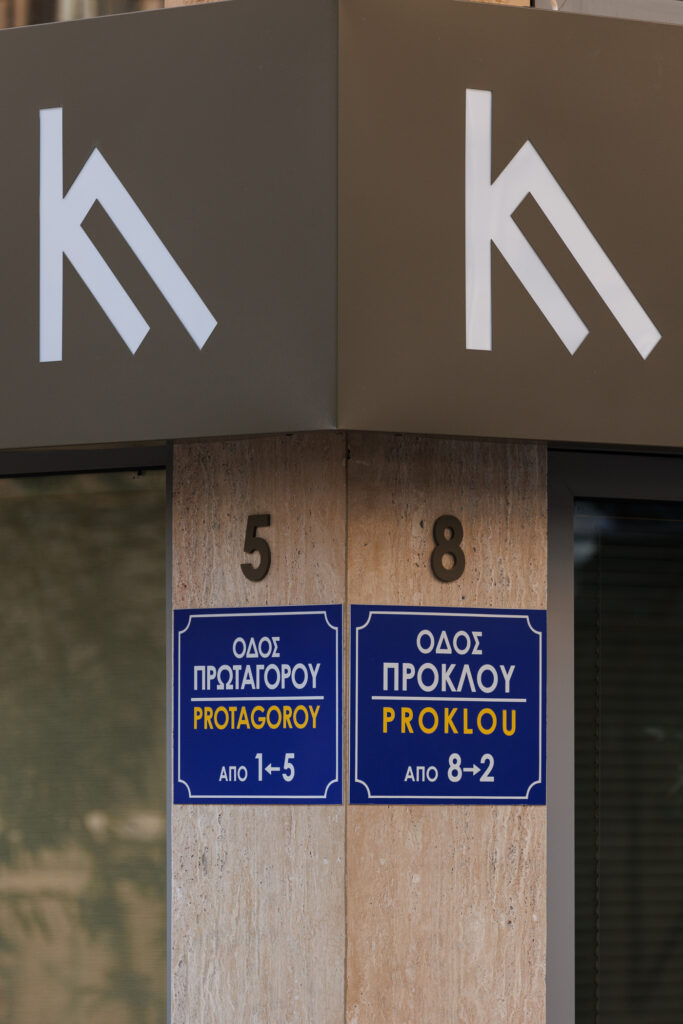 5
ΟΔΟΣ
ΠΡΩΤΑΓΟΡΟΥ
PROTAGOROY
ΑΠΟ 1←5
8
ΟΔΟΣ
ΠΡΟΚΛΟΥ
PROKLOU
ΑΠΟ 8→2